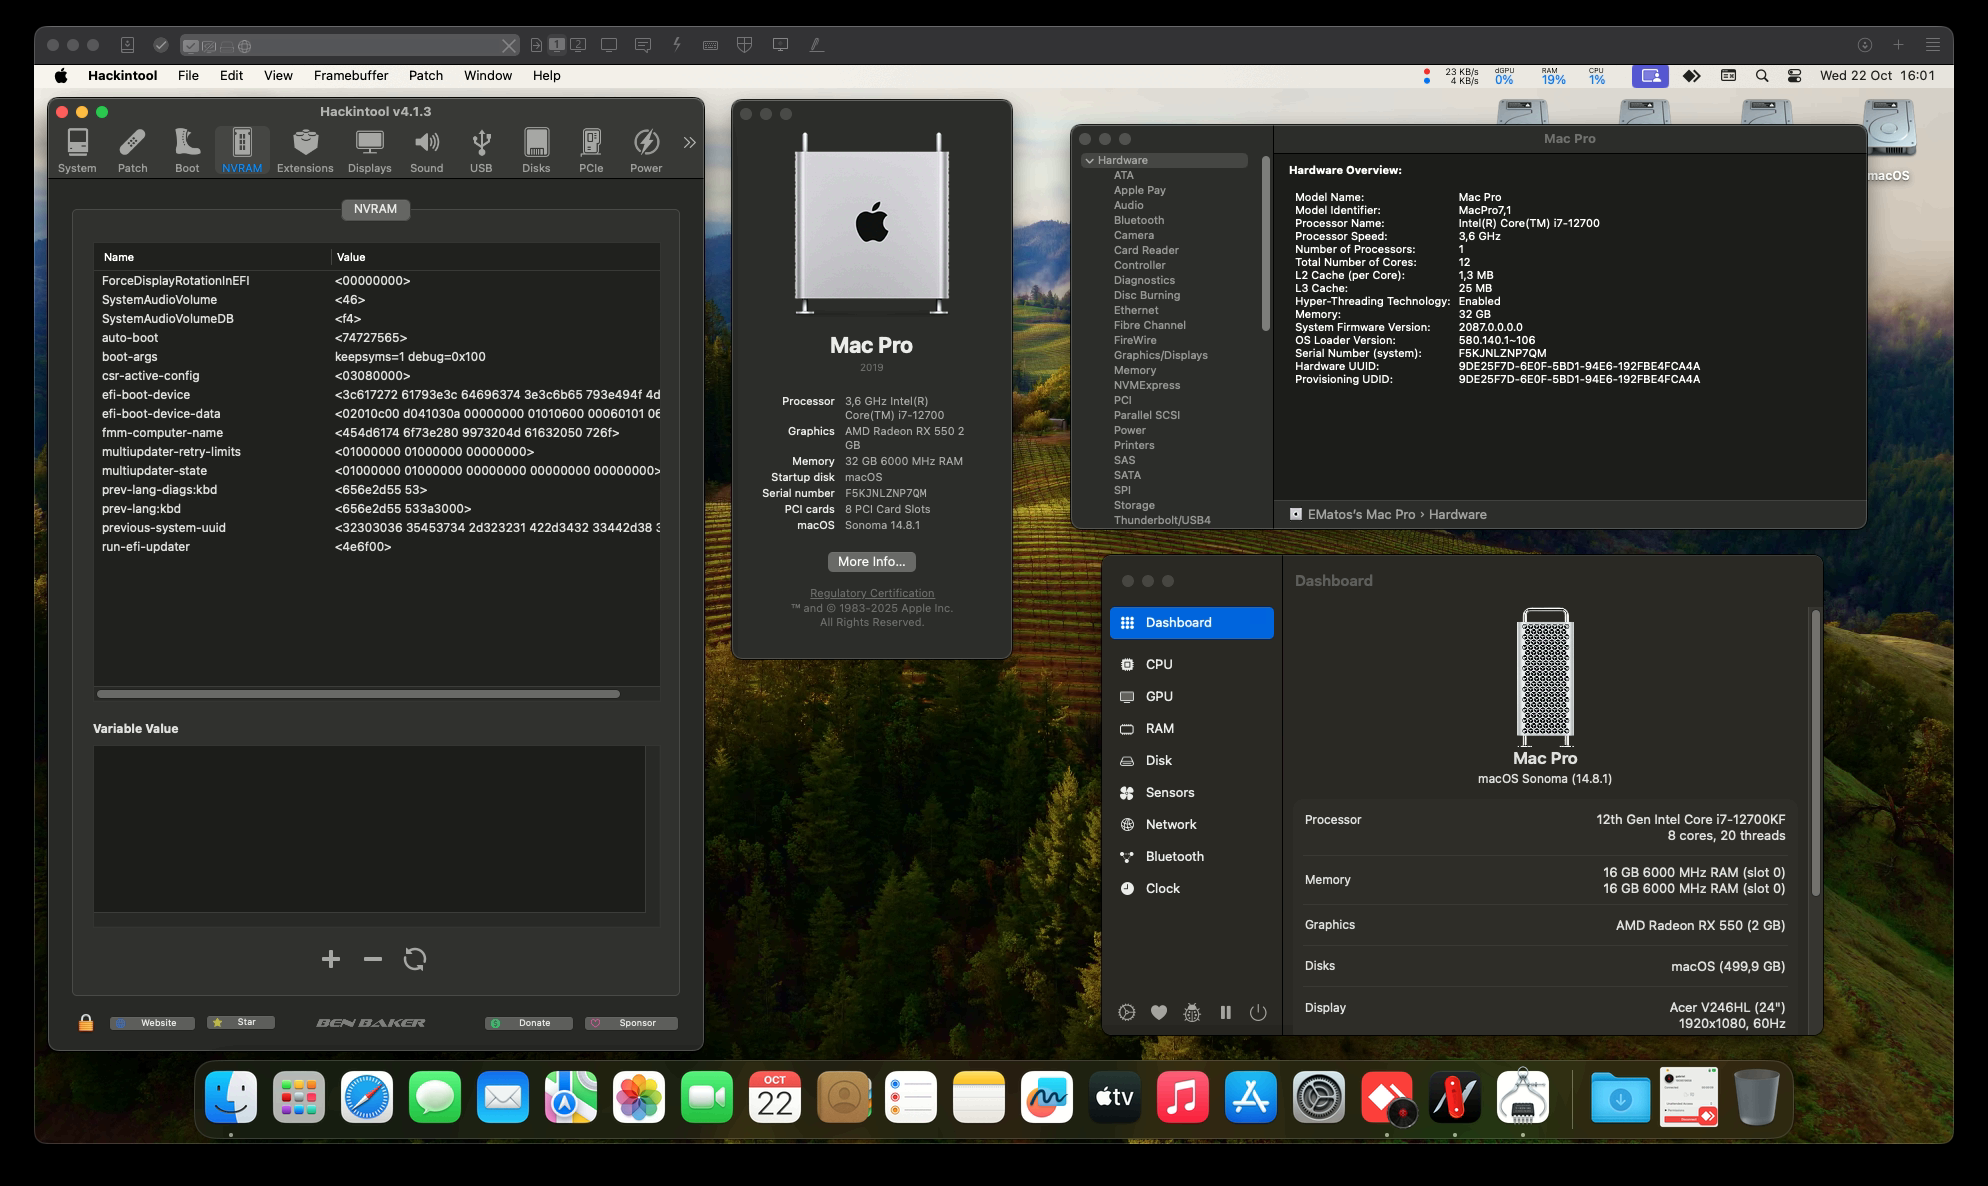 1 2
Hackintool File Edit View Framebuffer Patch Window Help
23 KB/s
4 KB/s
dGPU
0%
RAM
19%
CPU
1%
Wed 22 Oct 16:01
Hackintool v4.1.3
System Patch Boot NVRAM Extensions Displays Sound USB Disks PCIe Power
NVRAM
Name Value
ForceDisplayRotationInEFI <00000000>
SystemAudioVolume <46>
SystemAudioVolumeDB <f4>
auto-boot <74727565>
boot-args keepsyms=1 debug=0x100
csr-active-config <03080000>
efi-boot-device <3c617272 61793e3c 64696374 3e3c6b65 793e494f 4d
efi-boot-device-data <02010c00 d041030a 00000000 01010600 00060101 06
fmm-computer-name <454d6174 6f73e280 9973204d 61632050 726f>
multiupdater-retry-limits <01000000 01000000 00000000>
multiupdater-state <01000000 01000000 00000000 00000000 00000000>
prev-lang-diags:kbd <656e2d55 53>
prev-lang:kbd <656e2d55 533a3000>
previous-system-uuid <32303036 35453734 2d323231 422d3432 33442d38 3
run-efi-updater <4e6f00>
Variable Value
Website Star BEN BAKER Donate Sponsor
Mac Pro
2019
Processor 3,6 GHz Intel(R)
Core(TM) i7-12700
Graphics AMD Radeon RX 550 2
GB
Memory 32 GB 6000 MHz RAM
Startup disk macOS
Serial number F5KJNLZNP7QM
PCI cards 8 PCI Card Slots
macOS Sonoma 14.8.1
More Info...
Regulatory Certification
™ and © 1983-2025 Apple Inc.
All Rights Reserved.
Mac Pro
Hardware
ATA
Apple Pay
Audio
Bluetooth
Camera
Card Reader
Controller
Diagnostics
Disc Burning
Ethernet
Fibre Channel
FireWire
Graphics/Displays
Memory
NVMExpress
PCI
Parallel SCSI
Power
Printers
SAS
SATA
SPI
Storage
Thunderbolt/USB4
Hardware Overview:
Model Name: Mac Pro
Model Identifier: MacPro7,1
Processor Name: Intel(R) Core(TM) i7-12700
Processor Speed: 3,6 GHz
Number of Processors: 1
Total Number of Cores: 12
L2 Cache (per Core): 1,3 MB
L3 Cache: 25 MB
Hyper-Threading Technology: Enabled
Memory: 32 GB
System Firmware Version: 2087.0.0.0.0
OS Loader Version: 580.140.1~106
Serial Number (system): F5KJNLZNP7QM
Hardware UUID: 9DE25F7D-6E0F-5BD1-94E6-192FBE4FCA4A
Provisioning UDID: 9DE25F7D-6E0F-5BD1-94E6-192FBE4FCA4A
EMatos's Mac Pro › Hardware
macOS
Dashboard
CPU
GPU
RAM
Disk
Sensors
Network
Bluetooth
Clock
Dashboard
Mac Pro
macOS Sonoma (14.8.1)
Processor 12th Gen Intel Core i7-12700KF
8 cores, 20 threads
Memory 16 GB 6000 MHz RAM (slot 0)
16 GB 6000 MHz RAM (slot 0)
Graphics AMD Radeon RX 550 (2 GB)
Disks macOS (499,9 GB)
Display Acer V246HL (24")
1920x1080, 60Hz
OCT
22
tv